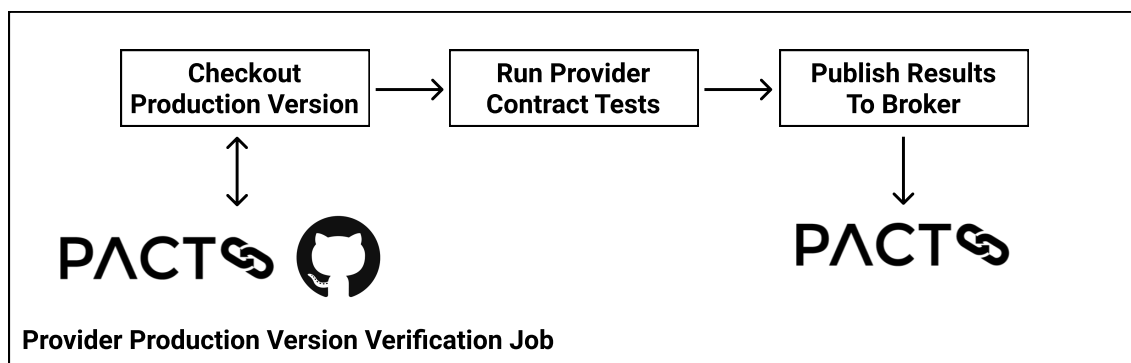 Checkout
Production Version
Run Provider
Contract Tests
Publish Results
To Broker
PACT
PACT
Provider Production Version Verification Job